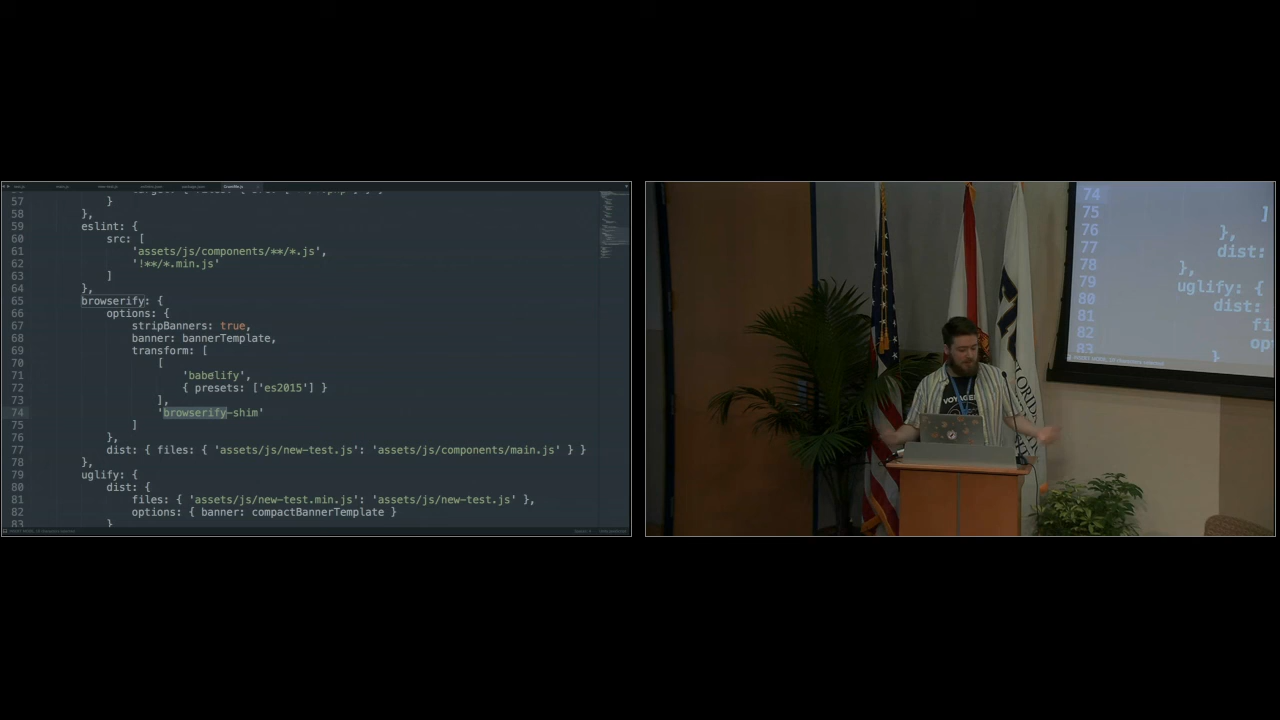 57 }
58 },
59 eslint: {
60 src: [
61 'assets/js/components/**/*.js',
62 '!**/*.min.js'
63 ]
64 },
65 browserify: {
66 options: {
67 stripBanners: true,
68 banner: bannerTemplate,
69 transform: [
70 [
71 'babelify',
72 { presets: ['es2015'] }
73 ],
74 'browserify-shim'
75 ]
76 },
77 dist: { files: { 'assets/js/new-test.js': 'assets/js/components/main.js' } }
78 },
79 uglify: {
80 dist: {
81 files: { 'assets/js/new-test.min.js': 'assets/js/new-test.js' },
82 options: { banner: compactBannerTemplate }
83 }
74
75 ]
76 },
77 dist:
78 },
79 uglify: {
80 dist:
81 fi
82 op
83 }
VOYAGER